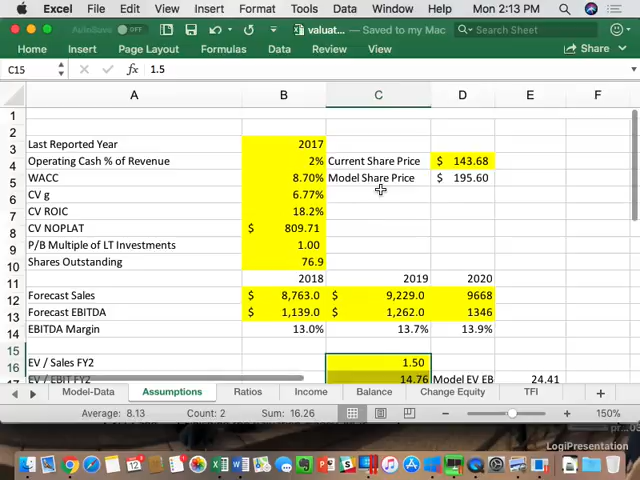 Excel File Edit View Insert Format Tools Data Mon 2:13 PM
AutoSave OFF valuat... — Saved to my Mac Search Sheet
Home Insert Page Layout Formulas Data Review View Share
C15 fx 1.5
A B C D E F
1
2
3 Last Reported Year 2017
4 Operating Cash % of Revenue 2% Current Share Price $ 143.68
5 WACC 8.70% Model Share Price $ 195.60
6 CV g 6.77%
7 CV ROIC 18.2%
8 CV NOPLAT $ 809.71
9 P/B Multiple of LT Investments 1.00
10 Shares Outstanding 76.9
11 2018 2019 2020
12 Forecast Sales $ 8,763.0 $ 9,229.0 9668
13 Forecast EBITDA $ 1,139.0 $ 1,262.0 1346
14 EBITDA Margin 13.0% 13.7% 13.9%
15
16 EV / Sales FY2 1.50
17 EV / EBIT FY2 14.76 Model EV EB 24.41
Model-Data Assumptions Ratios Income Balance Change Equity TFI
Average: 8.13 Count: 2 Sum: 16.26 150%
LogiPresentation